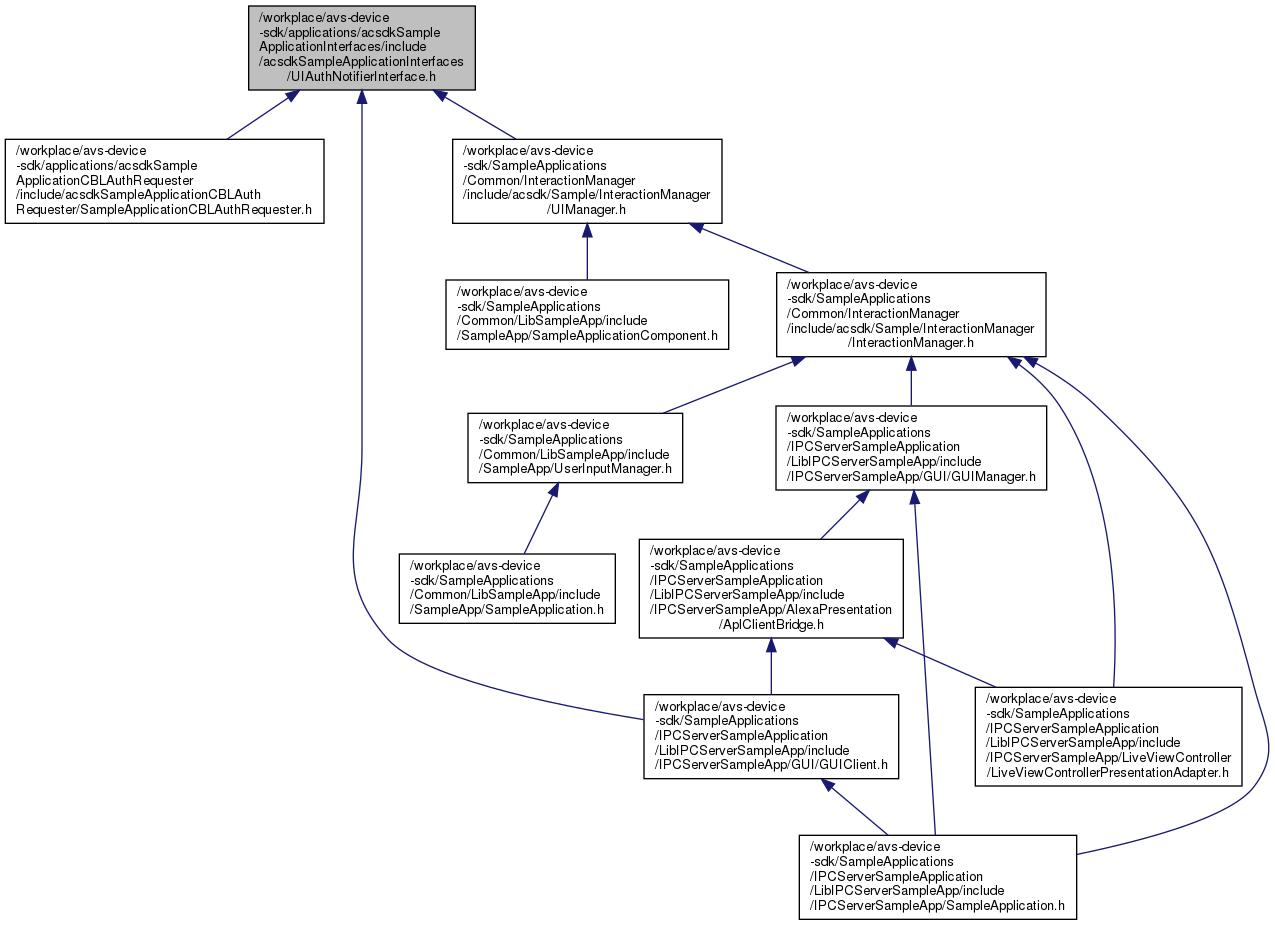 /workplace/avs-device
-sdk/applications/acsdkSample
ApplicationInterfaces/include
/acsdkSampleApplicationInterfaces
/UIAuthNotifierInterface.h
/workplace/avs-device
-sdk/applications/acsdkSample
ApplicationCBLAuthRequester
/include/acsdkSampleApplicationCBLAuth
Requester/SampleApplicationCBLAuthRequester.h
/workplace/avs-device
-sdk/SampleApplications
/Common/InteractionManager
/include/acsdk/Sample/InteractionManager
/UIManager.h
/workplace/avs-device
-sdk/SampleApplications
/Common/LibSampleApp/include
/SampleApp/SampleApplicationComponent.h
/workplace/avs-device
-sdk/SampleApplications
/Common/InteractionManager
/include/acsdk/Sample/InteractionManager
/InteractionManager.h
/workplace/avs-device
-sdk/SampleApplications
/Common/LibSampleApp/include
/SampleApp/UserInputManager.h
/workplace/avs-device
-sdk/SampleApplications
/IPCServerSampleApplication
/LibIPCServerSampleApp/include
/IPCServerSampleApp/GUI/GUIManager.h
/workplace/avs-device
-sdk/SampleApplications
/Common/LibSampleApp/include
/SampleApp/SampleApplication.h
/workplace/avs-device
-sdk/SampleApplications
/IPCServerSampleApplication
/LibIPCServerSampleApp/include
/IPCServerSampleApp/AlexaPresentation
/AplClientBridge.h
/workplace/avs-device
-sdk/SampleApplications
/IPCServerSampleApplication
/LibIPCServerSampleApp/include
/IPCServerSampleApp/GUI/GUIClient.h
/workplace/avs-device
-sdk/SampleApplications
/IPCServerSampleApplication
/LibIPCServerSampleApp/include
/IPCServerSampleApp/LiveViewController
/LiveViewControllerPresentationAdapter.h
/workplace/avs-device
-sdk/SampleApplications
/IPCServerSampleApplication
/LibIPCServerSampleApp/include
/IPCServerSampleApp/SampleApplication.h